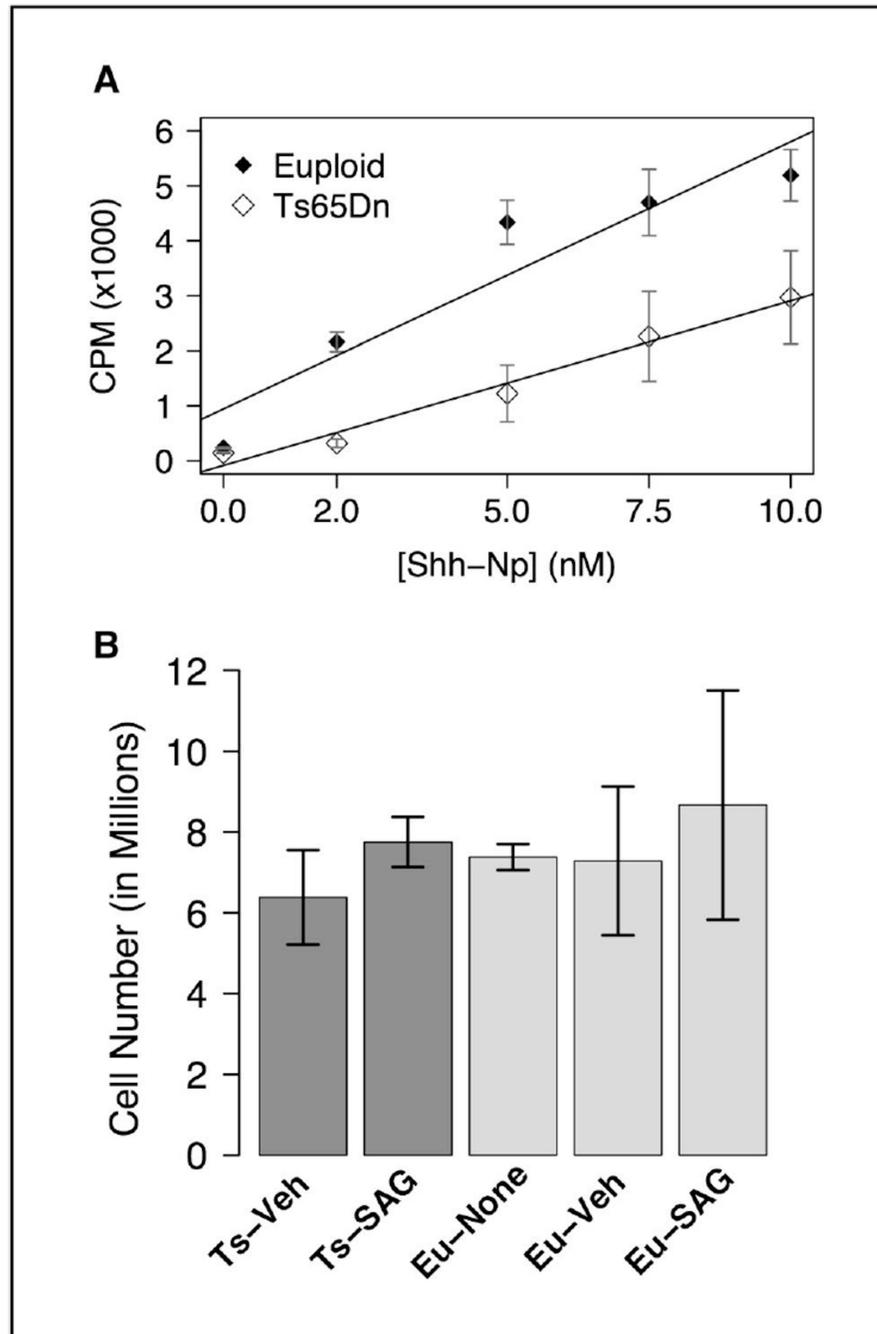 A
6
5
4
3
2
1
0
CPM (x1000)
Euploid
Ts65Dn
0.0 2.0 5.0 7.5 10.0
[Shh−Np] (nM)
B
12
10
8
6
4
2
0
Cell Number (in Millions)
Ts−Veh
Ts−SAG
Eu−None
Eu−Veh
Eu−SAG